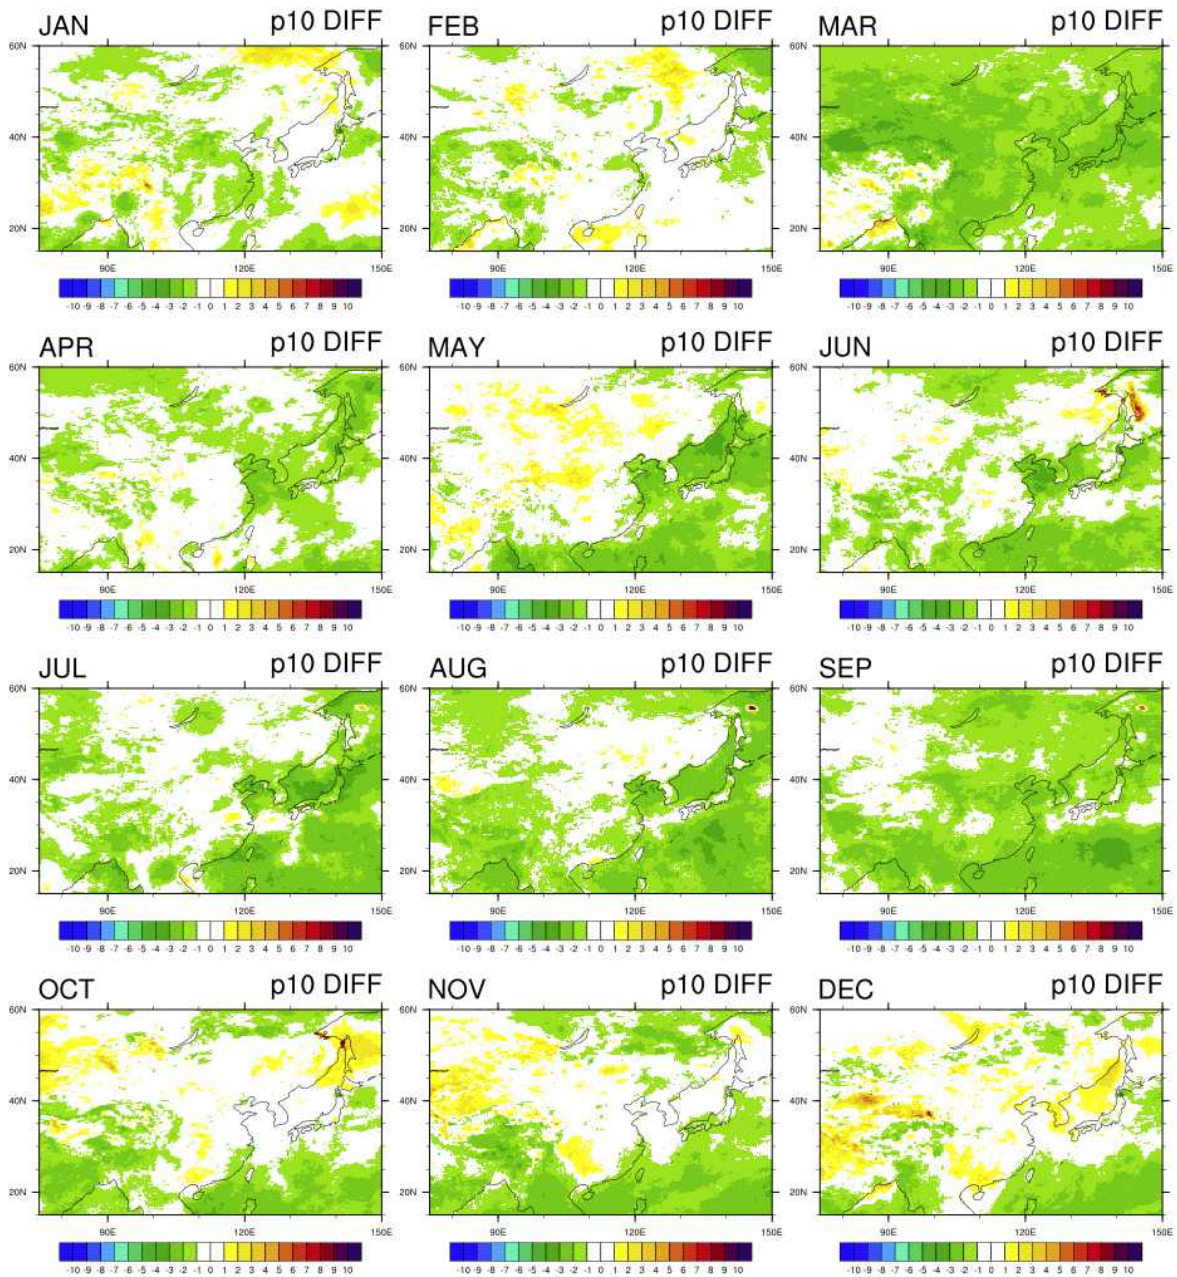 JAN p10 DIFF
60N
40N
20N
90E 120E 150E
-10 -9 -8 -7 -6 -5 -4 -3 -2 -1 0 1 2 3 4 5 6 7 8 9 10
FEB p10 DIFF
60N
40N
20N
90E 120E 150E
-10 -9 -8 -7 -6 -5 -4 -3 -2 -1 0 1 2 3 4 5 6 7 8 9 10
MAR p10 DIFF
60N
40N
20N
90E 120E 150E
-10 -9 -8 -7 -6 -5 -4 -3 -2 -1 0 1 2 3 4 5 6 7 8 9 10
APR p10 DIFF
60N
40N
20N
90E 120E 150E
-10 -9 -8 -7 -6 -5 -4 -3 -2 -1 0 1 2 3 4 5 6 7 8 9 10
MAY p10 DIFF
60N
40N
20N
90E 120E 150E
-10 -9 -8 -7 -6 -5 -4 -3 -2 -1 0 1 2 3 4 5 6 7 8 9 10
JUN p10 DIFF
60N
40N
20N
90E 120E 150E
-10 -9 -8 -7 -6 -5 -4 -3 -2 -1 0 1 2 3 4 5 6 7 8 9 10
JUL p10 DIFF
60N
40N
20N
90E 120E 150E
-10 -9 -8 -7 -6 -5 -4 -3 -2 -1 0 1 2 3 4 5 6 7 8 9 10
AUG p10 DIFF
60N
40N
20N
90E 120E 150E
-10 -9 -8 -7 -6 -5 -4 -3 -2 -1 0 1 2 3 4 5 6 7 8 9 10
SEP p10 DIFF
60N
40N
20N
90E 120E 150E
-10 -9 -8 -7 -6 -5 -4 -3 -2 -1 0 1 2 3 4 5 6 7 8 9 10
OCT p10 DIFF
60N
40N
20N
90E 120E 150E
-10 -9 -8 -7 -6 -5 -4 -3 -2 -1 0 1 2 3 4 5 6 7 8 9 10
NOV p10 DIFF
60N
40N
20N
90E 120E 150E
-10 -9 -8 -7 -6 -5 -4 -3 -2 -1 0 1 2 3 4 5 6 7 8 9 10
DEC p10 DIFF
60N
40N
20N
90E 120E 150E
-10 -9 -8 -7 -6 -5 -4 -3 -2 -1 0 1 2 3 4 5 6 7 8 9 10